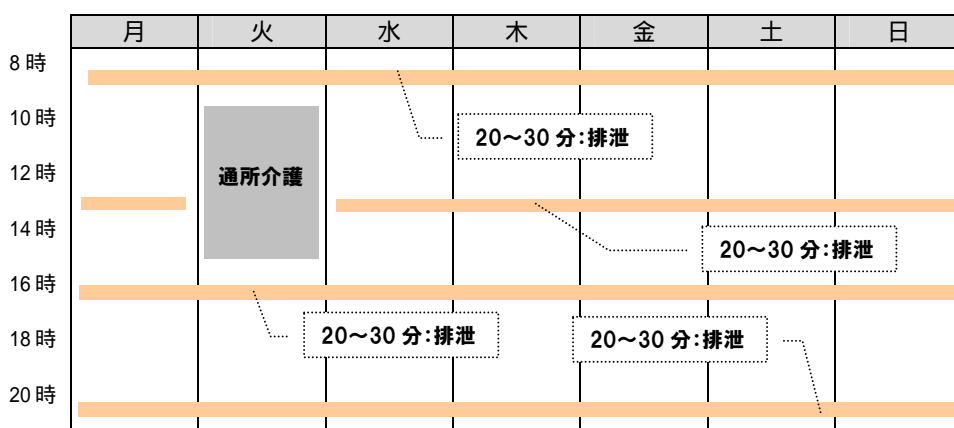 月 火 水 木 金 土 日
8時
10時
20~30分:排泄
12時
通所介護
14時
20~30分:排泄
16時
18時
20~30分:排泄
20~30分:排泄
20時